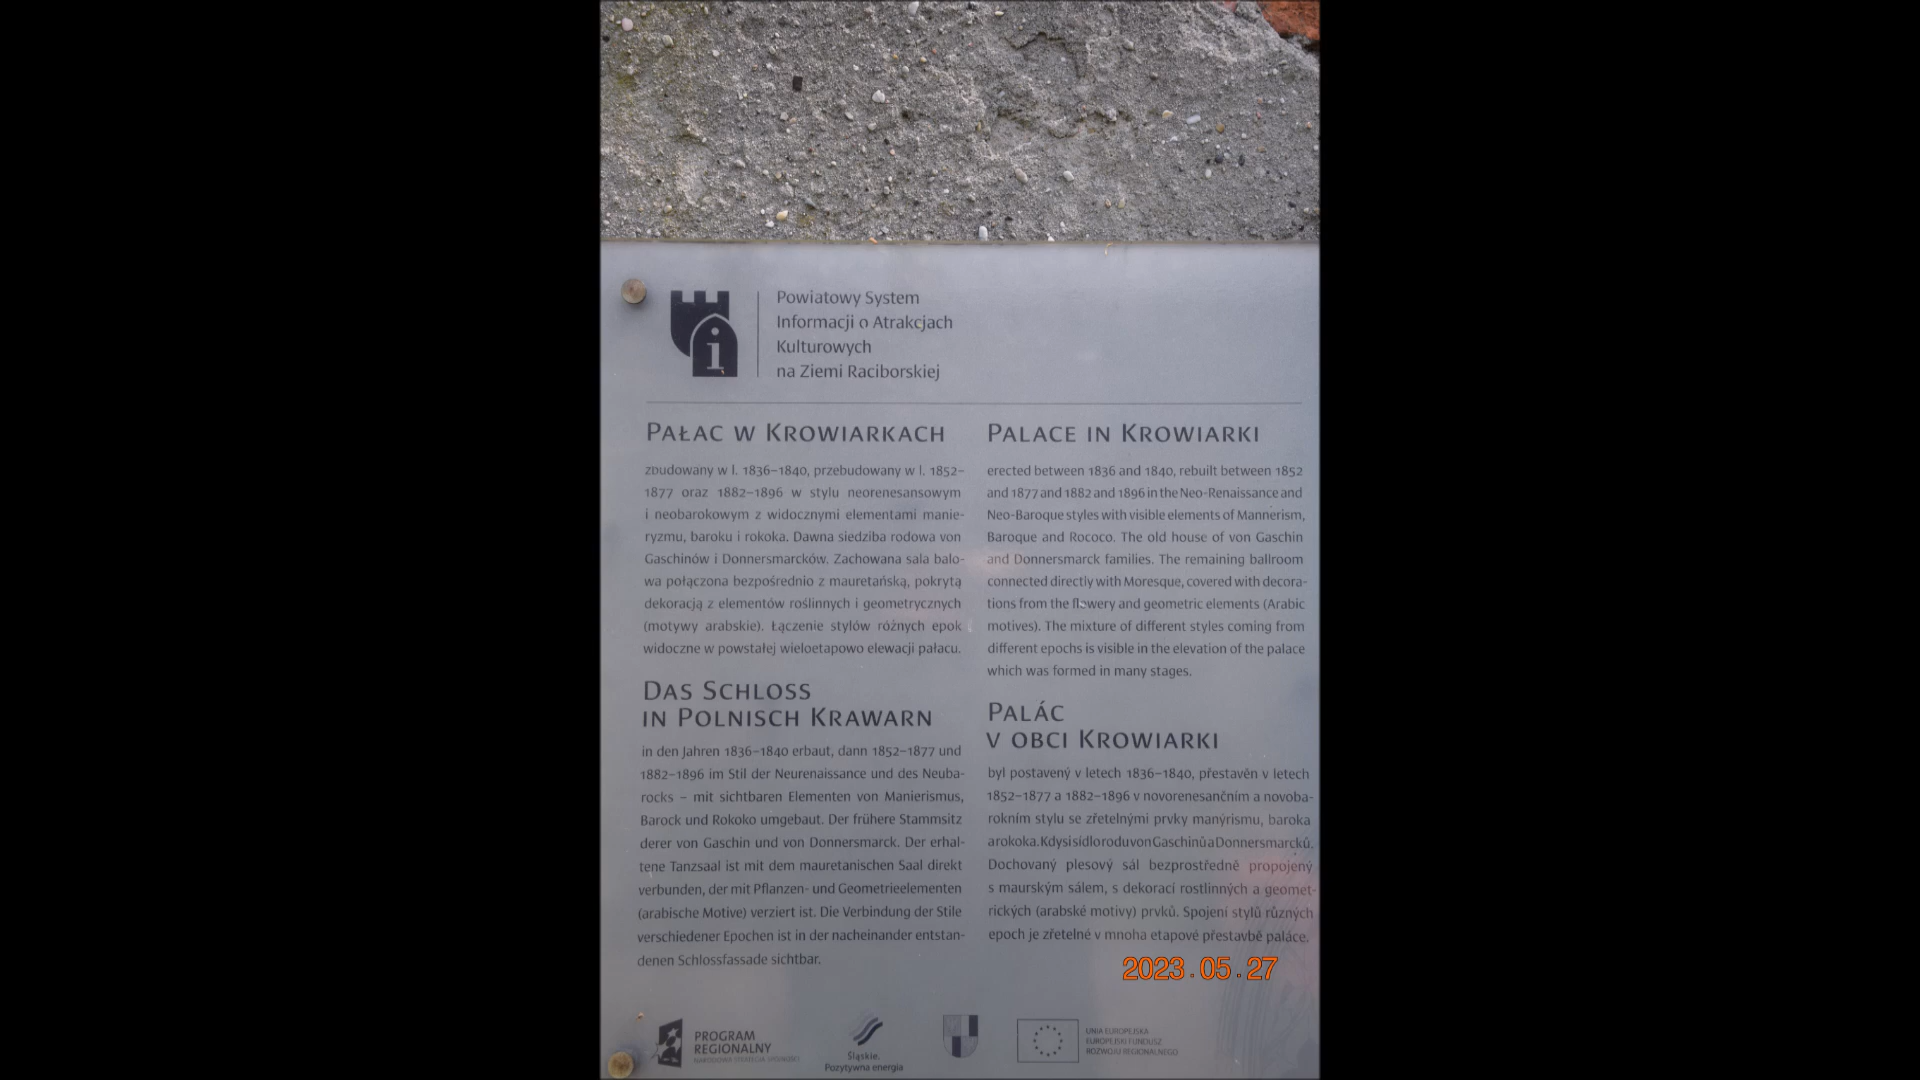 Powiatowy System
Informacji o Atrakcjach
Kulturowych
na Ziemi Raciborskiej
PAŁAC W KROWIARKACH
zbudowany w l. 1836–1840, przebudowany w l. 1852–
1877 oraz 1882–1896 w stylu neorenesansowym
i neobarokowym z widocznymi elementami manie-
ryzmu, baroku i rokoka. Dawna siedziba rodowa von
Gaschinów i Donnersmarcków. Zachowana sala balo-
wa połączona bezpośrednio z mauretańską, pokrytą
dekoracją z elementów roślinnych i geometrycznych
(motywy arabskie). Łączenie stylów różnych epok
widoczne w powstałej wieloetapowo elewacji pałacu.
PALACE IN KROWIARKI
erected between 1836 and 1840, rebuilt between 1852
and 1877 and 1882 and 1896 in the Neo-Renaissance and
Neo-Baroque styles with visible elements of Mannerism,
Baroque and Rococo. The old house of von Gaschin
and Donnersmarck families. The remaining ballroom
connected directly with Moresque, covered with decora-
tions from the flowery and geometric elements (Arabic
motives). The mixture of different styles coming from
different epochs is visible in the elevation of the palace
which was formed in many stages.
DAS SCHLOSS
IN POLNISCH KRAWARN
in den Jahren 1836–1840 erbaut, dann 1852–1877 und
1882–1896 im Stil der Neurenaissance und des Neuba-
rocks – mit sichtbaren Elementen von Manierismus,
Barock und Rokoko umgebaut. Der frühere Stammsitz
derer von Gaschin und von Donnersmarck. Der erhal-
tene Tanzsaal ist mit dem mauretanischen Saal direkt
verbunden, der mit Pflanzen- und Geometrieelementen
(arabische Motive) verziert ist. Die Verbindung der Stile
verschiedener Epochen ist in der nacheinander entstan-
denen Schlossfassade sichtbar.
PALÁC
V OBCI KROWIARKI
byl postavený v letech 1836–1840, přestavěn v letech
1852–1877 a 1882–1896 v novorenesančním a novoba-
rokním stylu se zřetelnými prvky manýrismu, baroka
a rokoka. Kdysi sídlo rodu von Gaschinů a Donnersmarcků.
Dochovaný plesový sál bezprostředně propojený
s maurským sálem, s dekorací rostlinných a geomet-
rických (arabské motivy) prvků. Spojení stylů různých
epoch je zřetelné v mnoha etapové přestavbě paláce.
2023.05.27
PROGRAM
REGIONALNY
NARODOWA STRATEGIA SPÓJNOŚCI
Śląskie.
Pozytywna energia
UNIA EUROPEJSKA
EUROPEJSKI FUNDUSZ
ROZWOJU REGIONALNEGO